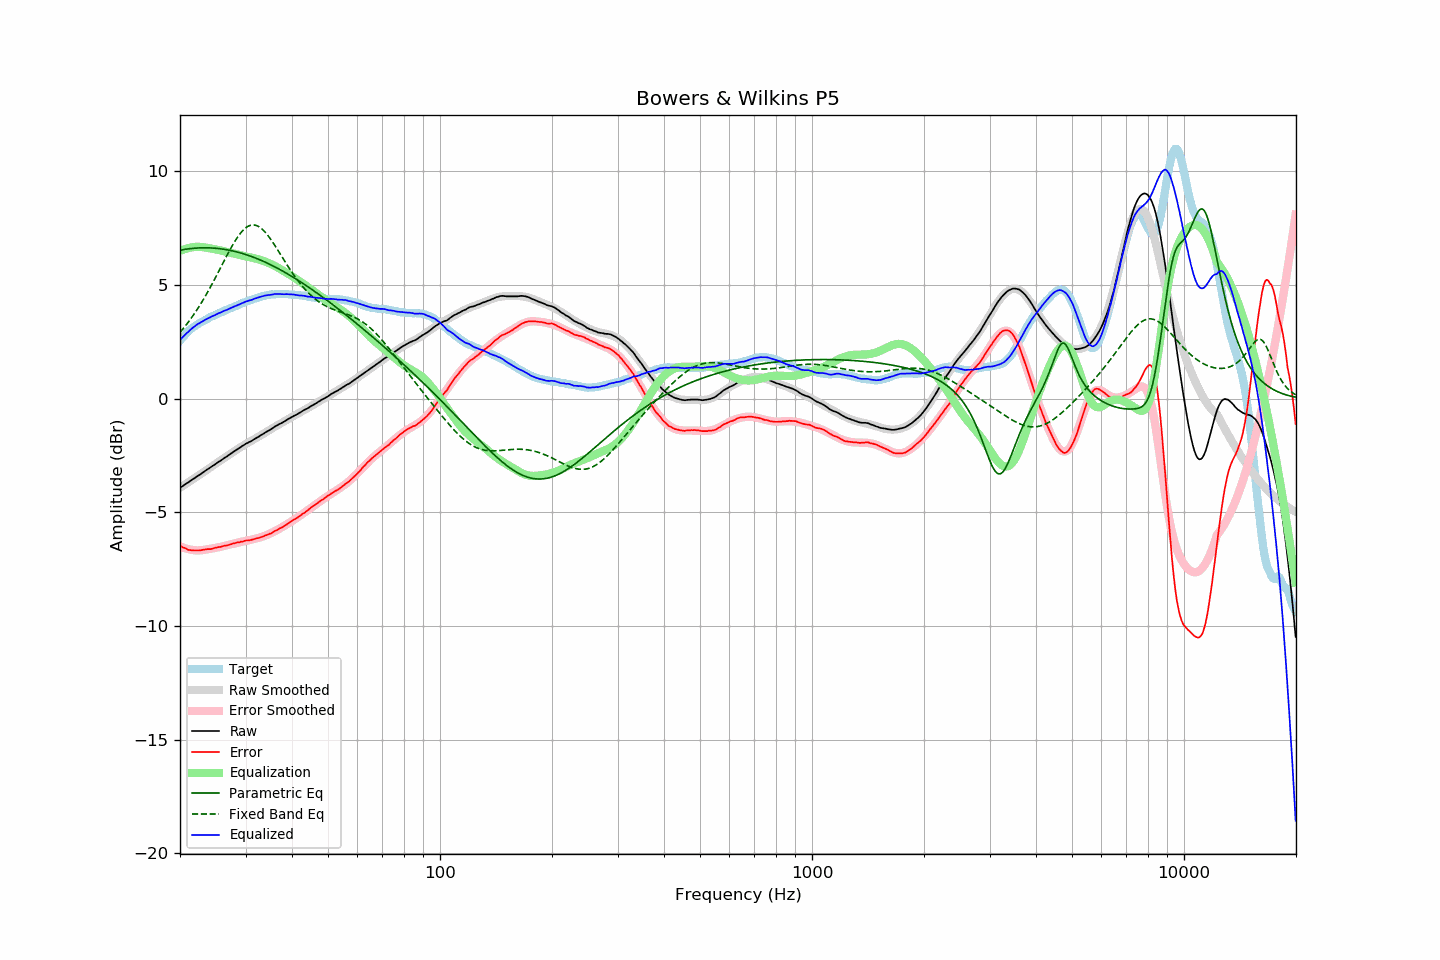 Bowers & Wilkins P5
10
5
0
−5
−10
−15
−20
Amplitude (dBr)
Target
Raw Smoothed
Error Smoothed
Raw
Error
Equalization
Parametric Eq
Fixed Band Eq
Equalized
100
1000
10000
Frequency (Hz)